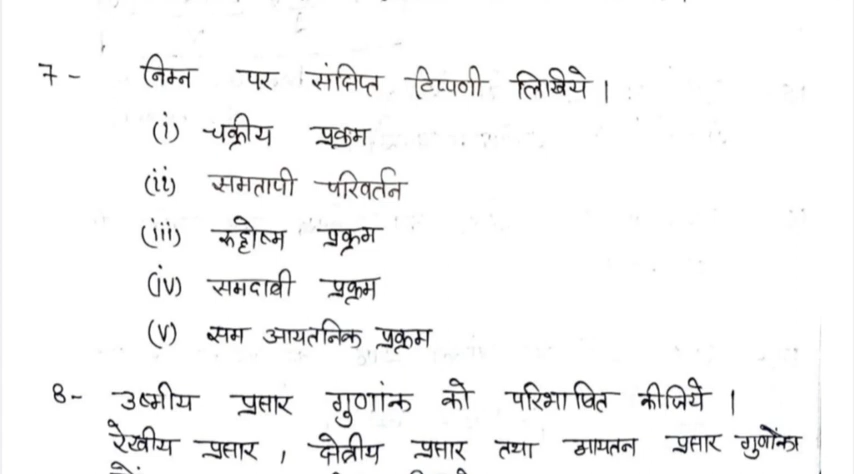 7- निम्न पर संक्षिप्त टिप्पणी लिखिये।
(i) चक्रीय प्रक्रम
(ii) समतापी परिवर्तन
(iii) रूद्दोष्म प्रक्रम
(iv) समदाबी प्रक्रम
(v) सम आयतनिक प्रक्रम
8- उष्मीय प्रसार गुणांक को परिभाषित कीजिये।
रेखीय प्रसार, क्षेत्रीय प्रसार तथा आयतन प्रसार गुणांको